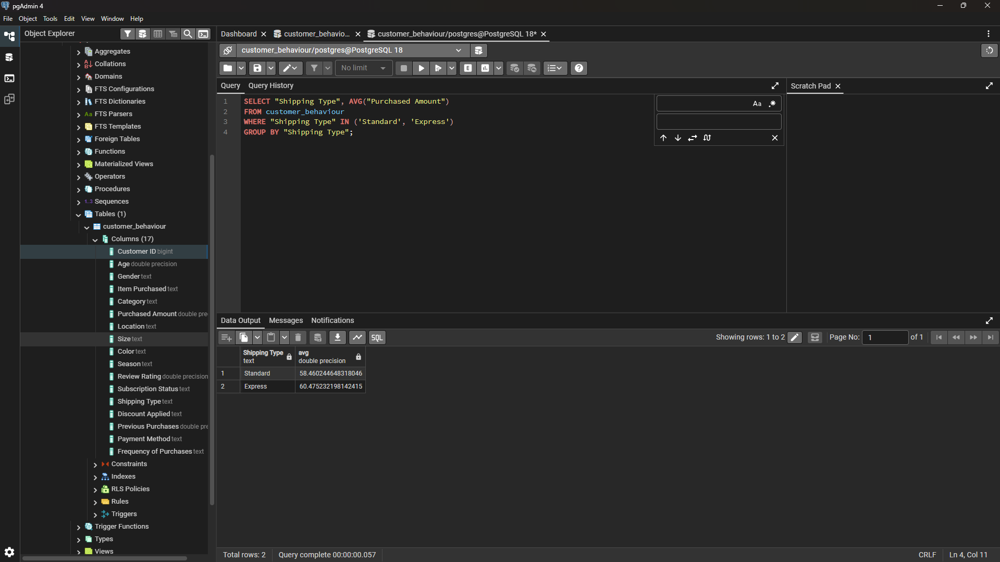 pgAdmin 4
File Object Tools Edit View Window Help
Object Explorer
Aggregates
Collations
Domains
FTS Configurations
FTS Dictionaries
Aa FTS Parsers
FTS Templates
Foreign Tables
Functions
Materialized Views
Operators
Procedures
1..3 Sequences
Tables (1)
customer_behaviour
Columns (17)
Customer ID bigint
Age double precision
Gender text
Item Purchased text
Category text
Purchased Amount double pre
Location text
Size text
Color text
Season text
Review Rating double precision
Subscription Status text
Shipping Type text
Discount Applied text
Previous Purchases double pre
Payment Method text
Frequency of Purchases text
Constraints
Indexes
RLS Policies
Rules
Triggers
Trigger Functions
Types
Views
Dashboard customer_behavio... customer_behaviour/postgres@PostgreSQL 18*
customer_behaviour/postgres@PostgreSQL 18
No limit E
Query Query History
1 SELECT "Shipping Type", AVG("Purchased Amount")
2 FROM customer_behaviour
3 WHERE "Shipping Type" IN ('Standard', 'Express')
4 GROUP BY "Shipping Type";
Aa .*
Scratch Pad
Data Output Messages Notifications
SQL
Showing rows: 1 to 2 Page No: 1 of 1
Shipping Type avg
text double precision
1 Standard 58.460244648318046
2 Express 60.475232198142415
Total rows: 2 Query complete 00:00:00.057 CRLF Ln 4, Col 11